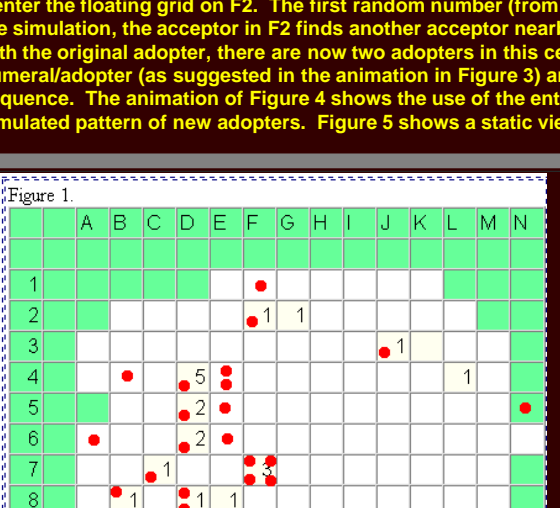 enter the floating grid on F2. The first random number (from
e simulation, the acceptor in F2 finds another acceptor nearl
th the original adopter, there are now two adopters in this ce
umeral/adopter (as suggested in the animation in Figure 3) an
quence. The animation of Figure 4 shows the use of the ent
mulated pattern of new adopters. Figure 5 shows a static vie
Figure 1.
A B C D E F G H I J K L M N
1
2 1 1
3 1
4 5 1
5 2
6 2
7 1 3
8 1 1 1